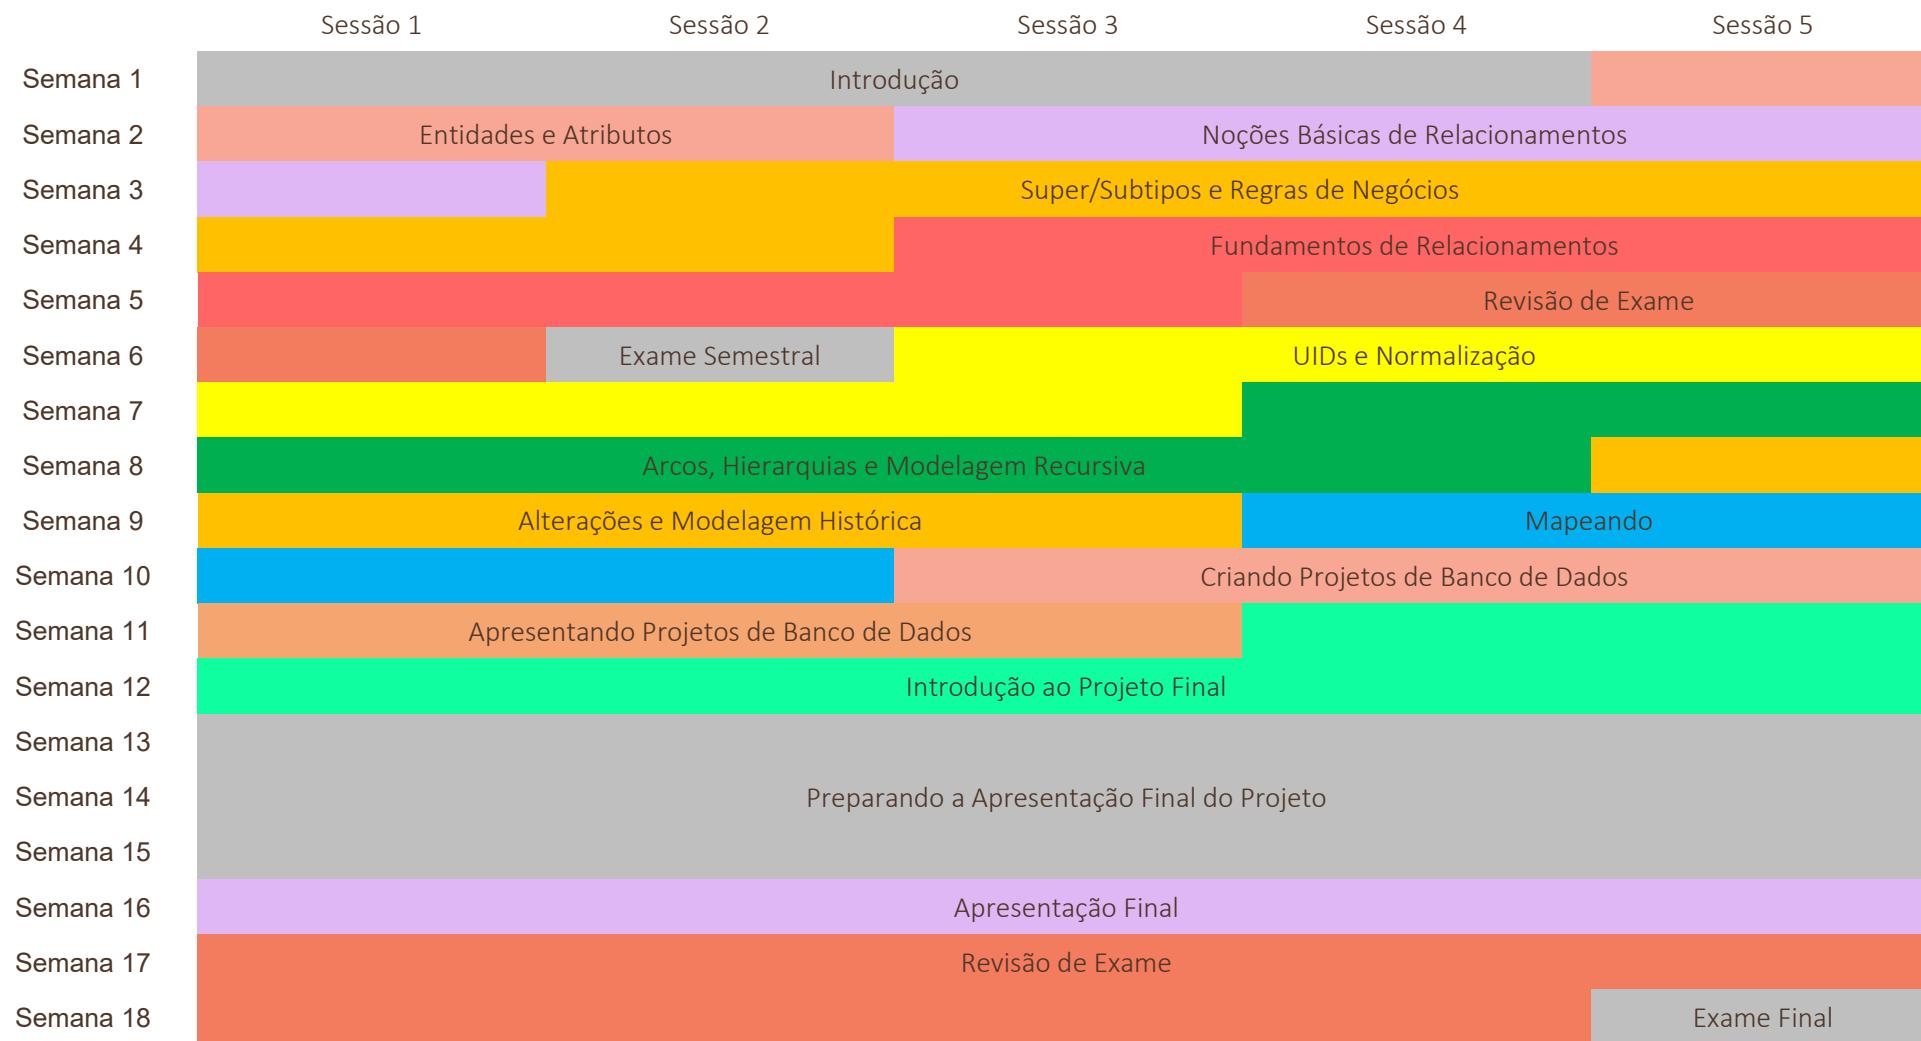 Sessão 1 Sessão 2 Sessão 3 Sessão 4 Sessão 5
Semana 1 Introdução
Semana 2 Entidades e Atributos Noções Básicas de Relacionamentos
Semana 3 Super/Subtipos e Regras de Negócios
Semana 4 Fundamentos de Relacionamentos
Semana 5 Revisão de Exame
Semana 6 Exame Semestral UIDs e Normalização
Semana 7
Semana 8 Arcos, Hierarquias e Modelagem Recursiva
Semana 9 Alterações e Modelagem Histórica Mapeando
Semana 10 Criando Projetos de Banco de Dados
Semana 11 Apresentando Projetos de Banco de Dados
Semana 12 Introdução ao Projeto Final
Semana 13
Semana 14 Preparando a Apresentação Final do Projeto
Semana 15
Semana 16 Apresentação Final
Semana 17 Revisão de Exame
Semana 18 Exame Final